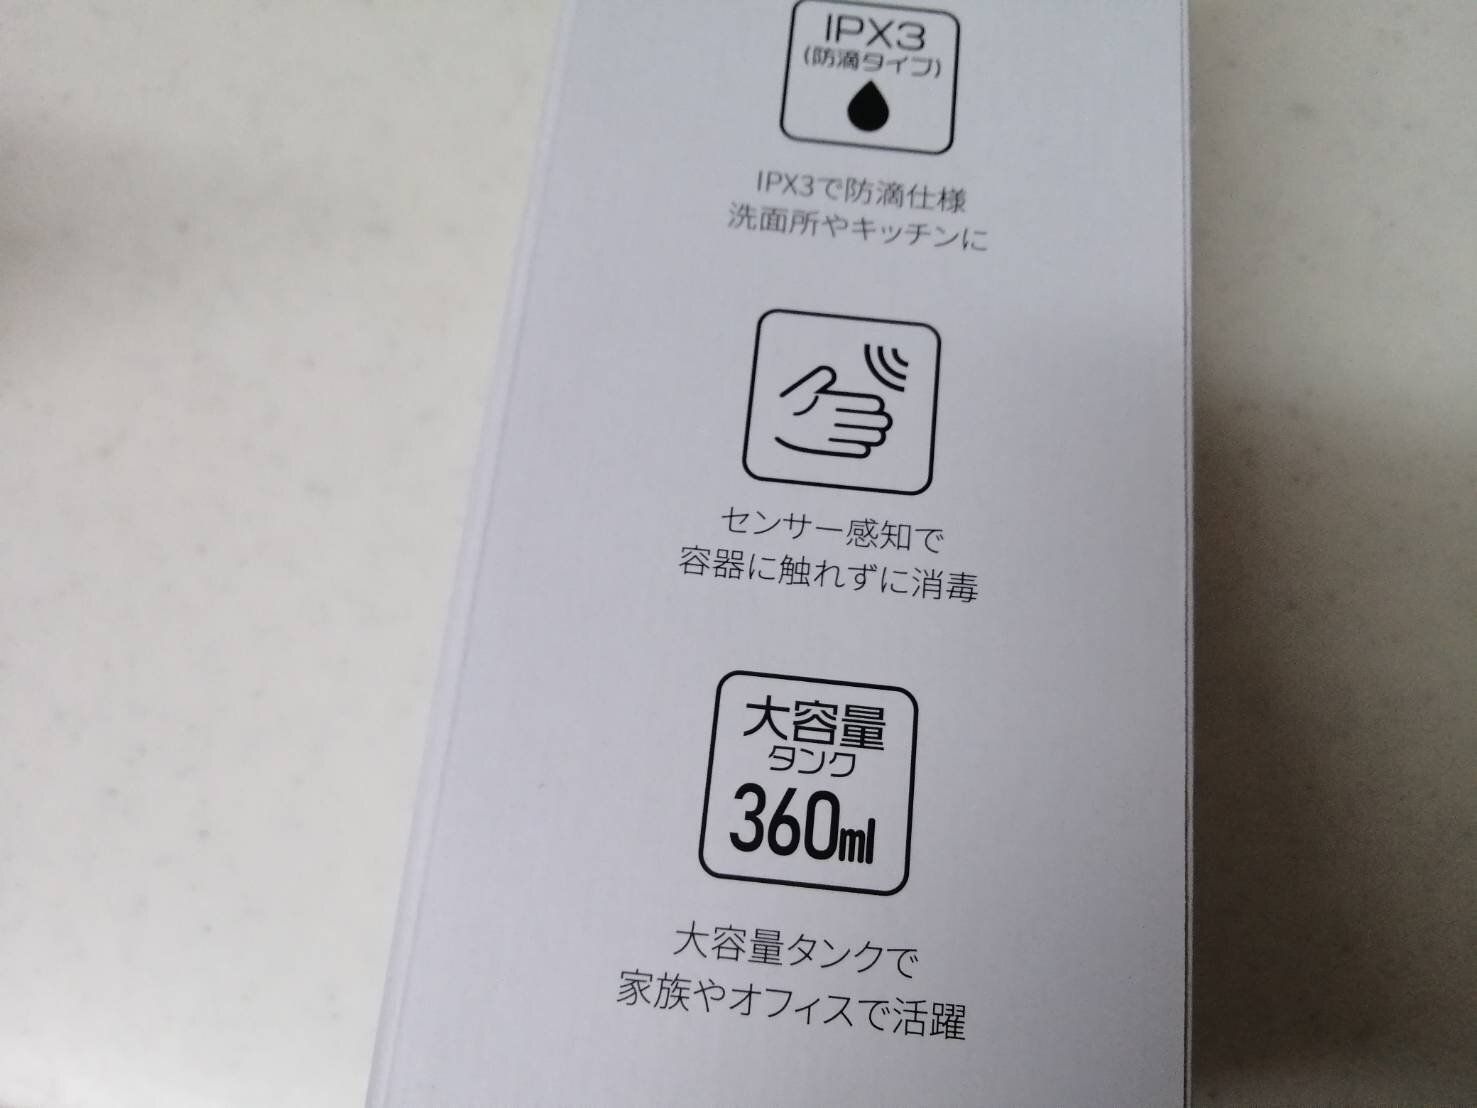 IPX3
(防滴タイプ)
IPX3で防滴仕様
洗面所やキッチンに
センサー感知で
容器に触れずに消毒
大容量
タンク
360ml
大容量タンクで
家族やオフィスで活躍